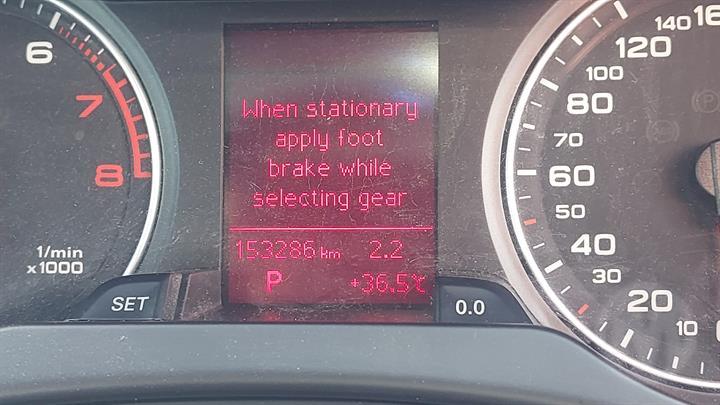 6
7
8
1/min
x1000
SET
When stationary
apply foot
brake while
selecting gear
153286 km 2.2
P +36.5°C
0.0
140 16
120
100
80
70
60
50
40
30
20
10